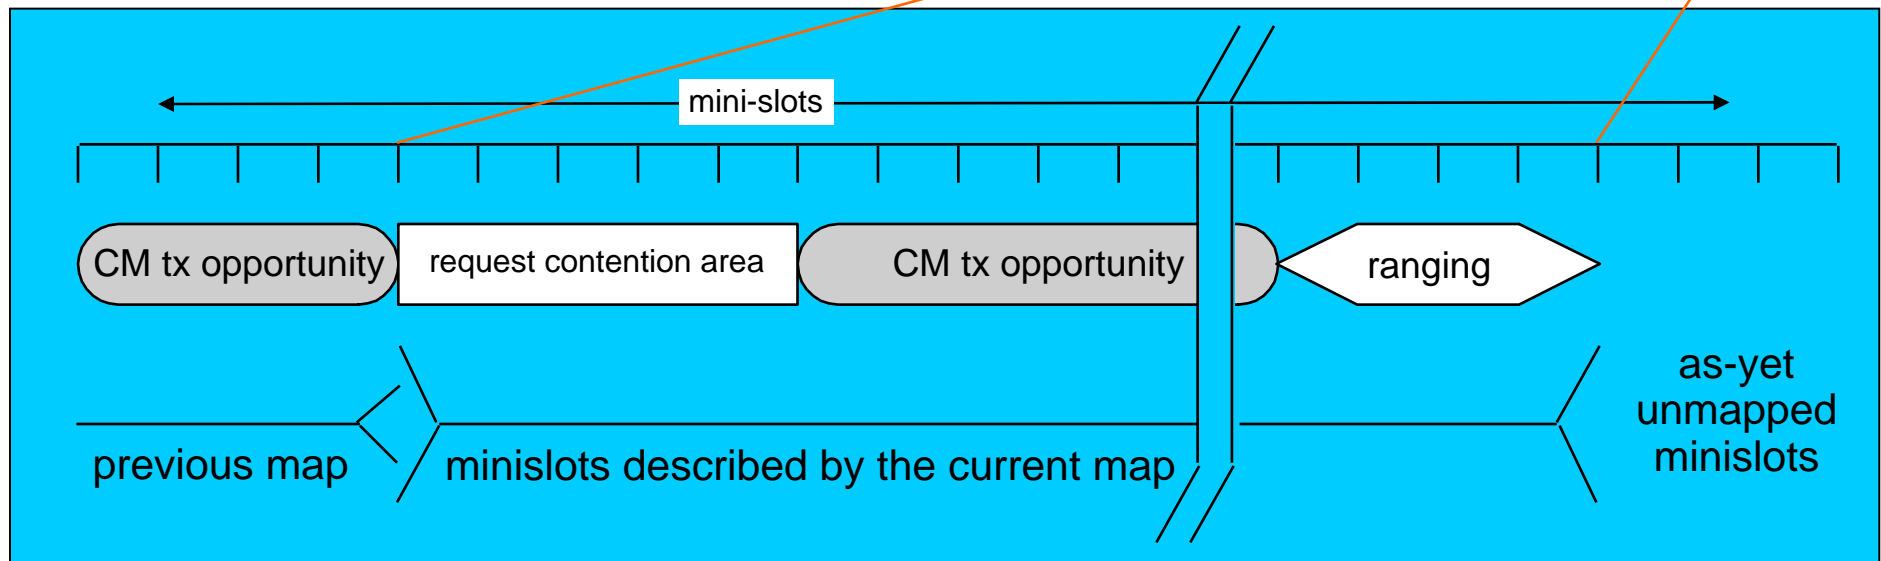 mini-slots
CM tx opportunity
request contention area
CM tx opportunity
ranging
previous map
minislots described by the current map
as-yet
unmapped
minislots